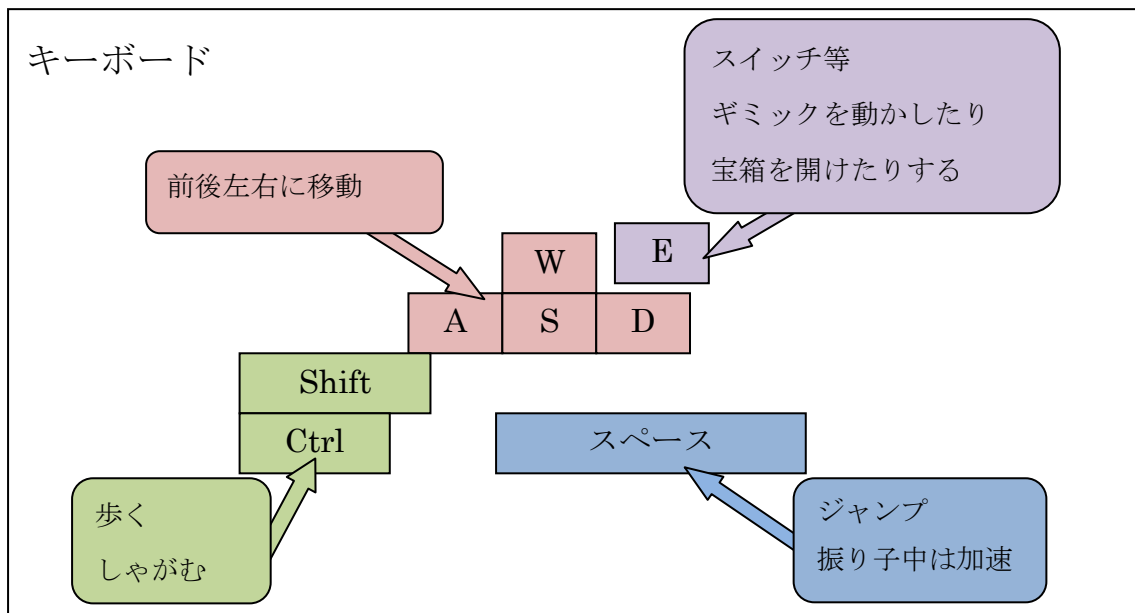 キーボード
スイッチ等
ギミックを動かしたり
宝箱を開けたりする
前後左右に移動
W
E
A
S
D
Shift
Ctrl
スペース
歩く
しゃがむ
ジャンプ
振り子中は加速